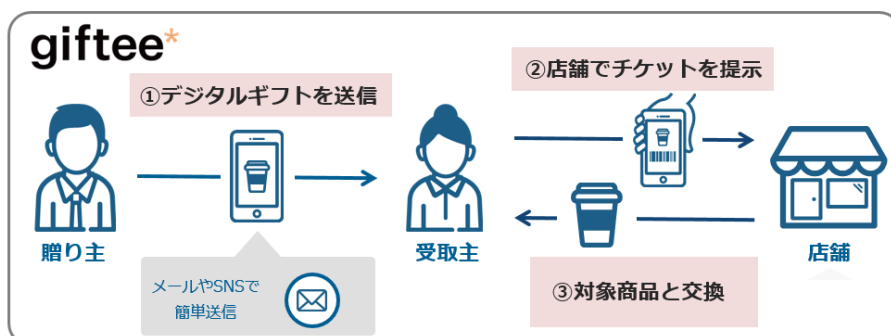 giftee*
①デジタルギフトを送信
②店舗でチケットを提示
贈り主
受取主
店舗
メールやSNSで
簡単送信
③対象商品と交換